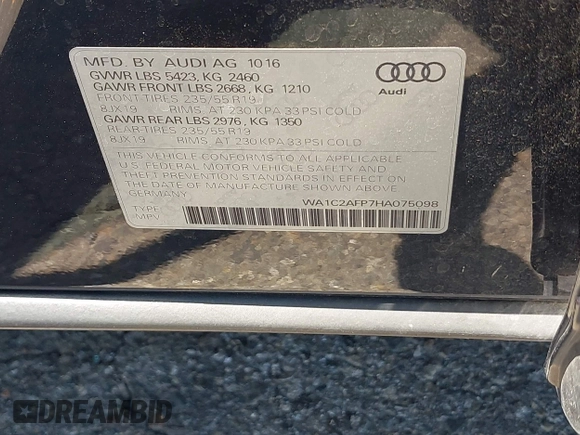 MFD. BY AUDI AG 10 16
GVWR LBS 5423, KG 2460
GAWR FRONT LBS 2668, KG 1210
FRONT TIRES 235/55 R19
8JX19 RIMS, AT 230 KPA 33 PSI COLD
GAWR REAR LBS 2976, KG 1350
REAR TIRES 235/55 R19
8JX19 RIMS, AT 230 KPA 33 PSI COLD
THIS VEHICLE CONFORMS TO ALL APPLICABLE
U.S. FEDERAL MOTOR VEHICLE SAFETY AND
THEFT PREVENTION STANDARDS IN EFFECT ON
THE DATE OF MANUFACTURE SHOWN ABOVE.
GERMANY
WA1C2AFP7HA075098
TYPE:
MPV
Audi
DREAMBID